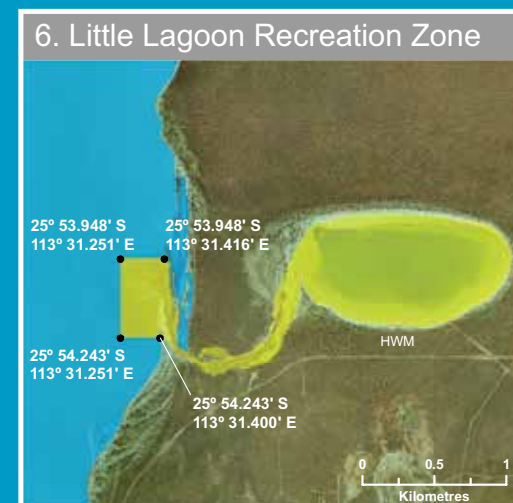 6. Little Lagoon Recreation Zone
25º 53.948' S
113º 31.251' E
25º 53.948' S
113º 31.416' E
HWM
25º 54.243' S
113º 31.251' E
25º 54.243' S
113º 31.400' E
0 0.5 1
Kilometres